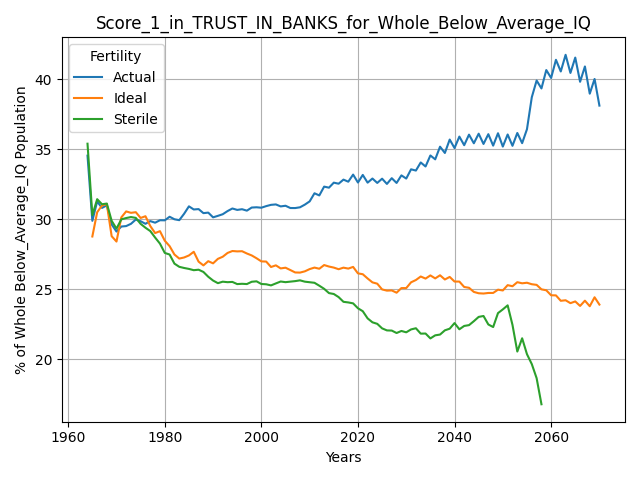 Score_1_in_TRUST_IN_BANKS_for_Whole_Below_Average_IQ
Fertility
Actual
Ideal
Sterile
% of Whole Below_Average_IQ Population
40
35
30
25
20
1960
1980
2000
2020
2040
2060
Years